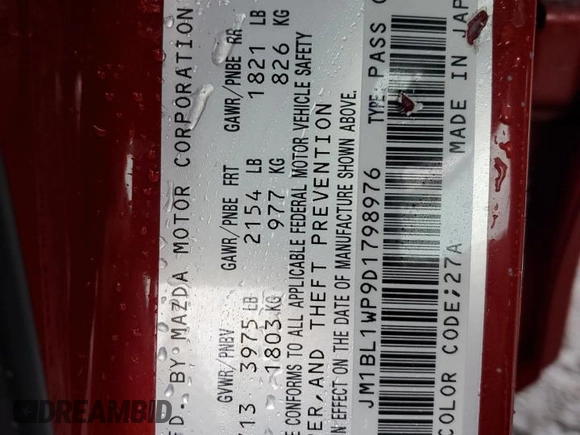 FD. BY MAZDA MOTOR CORPORATION
GVWR/PNBV GAWR/PNBE FRT GAWR/PNBE RR
13 3975 LB 2154 LB 1821 LB
1803 KG 977 KG 826 KG
CONFORMS TO ALL APPLICABLE FEDERAL MOTOR VEHICLE SAFETY
AND THEFT PREVENTION
IN EFFECT ON THE DATE OF MANUFACTURE SHOWN ABOVE.
JM1BL1WP9D1798976 TYPE: PASS
COLOR CODE;27A MADE IN JAP
DREAMBID